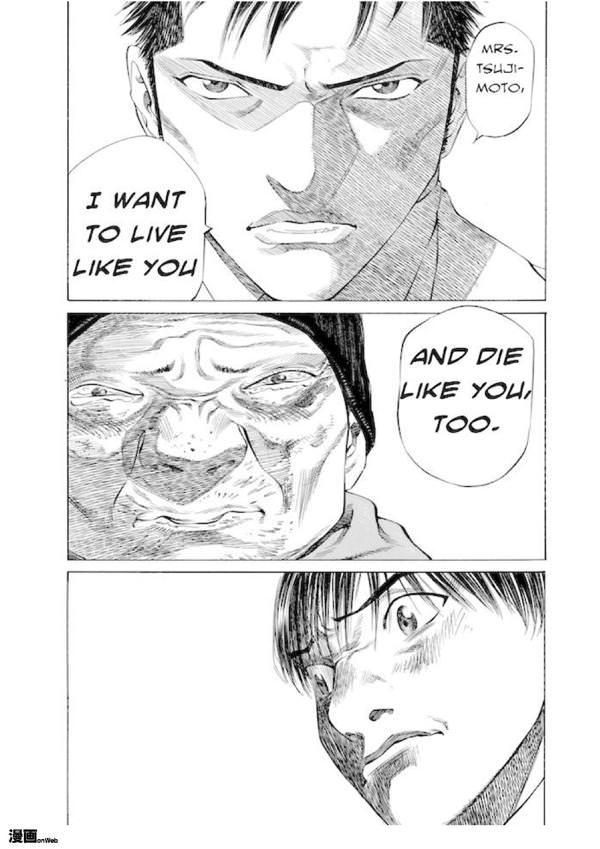 MRS.
TSUJI-
MOTO,
I WANT
TO LIVE
LIKE YOU
AND DIE
LIKE YOU,
TOO.
漫画onWeb